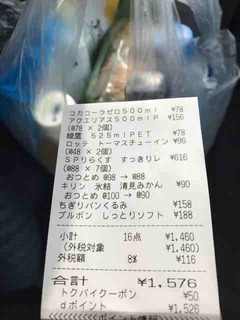 コカコーラゼロ500ml ¥78
アクエリアス500mlP ¥156
(@78 × 2個)
綾鷹 525mlPET ¥78
ロッテ トーマスチューイン ¥96
(@48 × 2個)
SPりらくす すっきりレ ¥616
(@88 × 7個)
おつとめ @98 → @88
キリン 氷結 清見みかん ¥90
おつとめ @100 → @90
ちぎりパンくるみ ¥158
ブルボン しっとりソフト ¥188
小計 16点 ¥1,460
(外税対象 ¥1,460)
外税額 8% ¥116
合計 ¥1,576
トクバイクーポン ¥50
dポイント ¥1,526